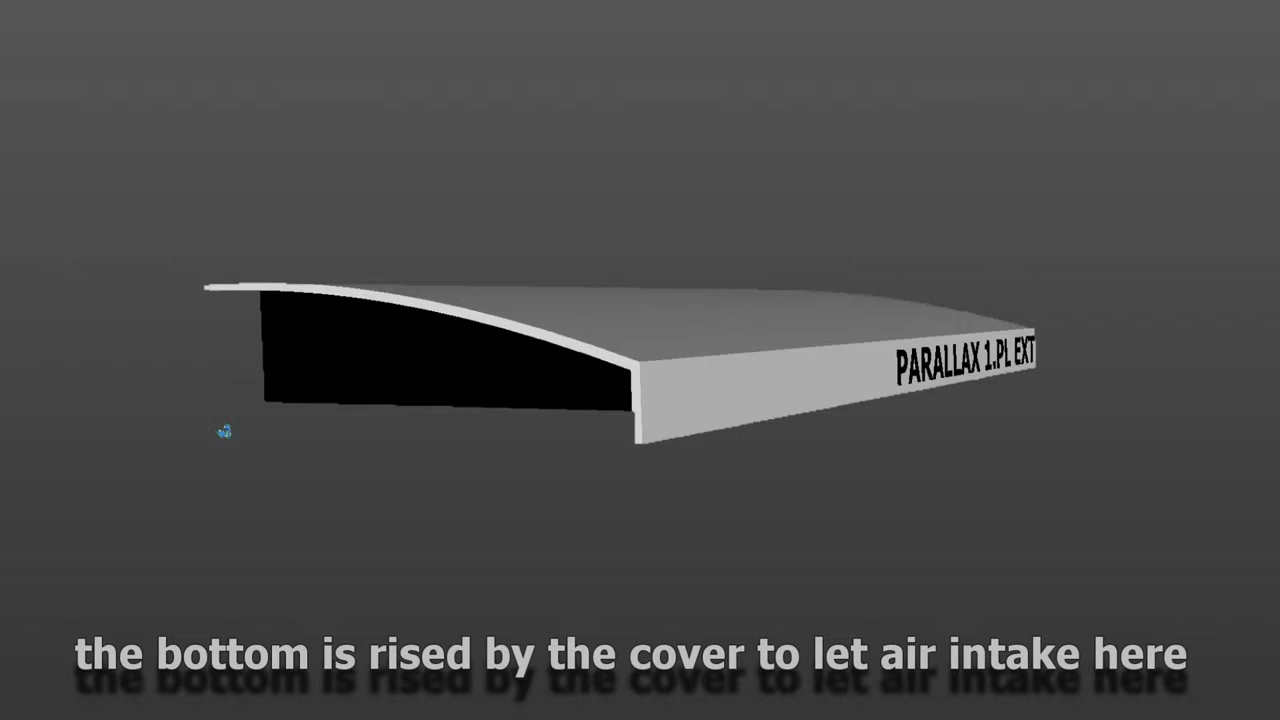 PARALLAX 1.PL EXT
the bottom is rised by the cover to let air intake here